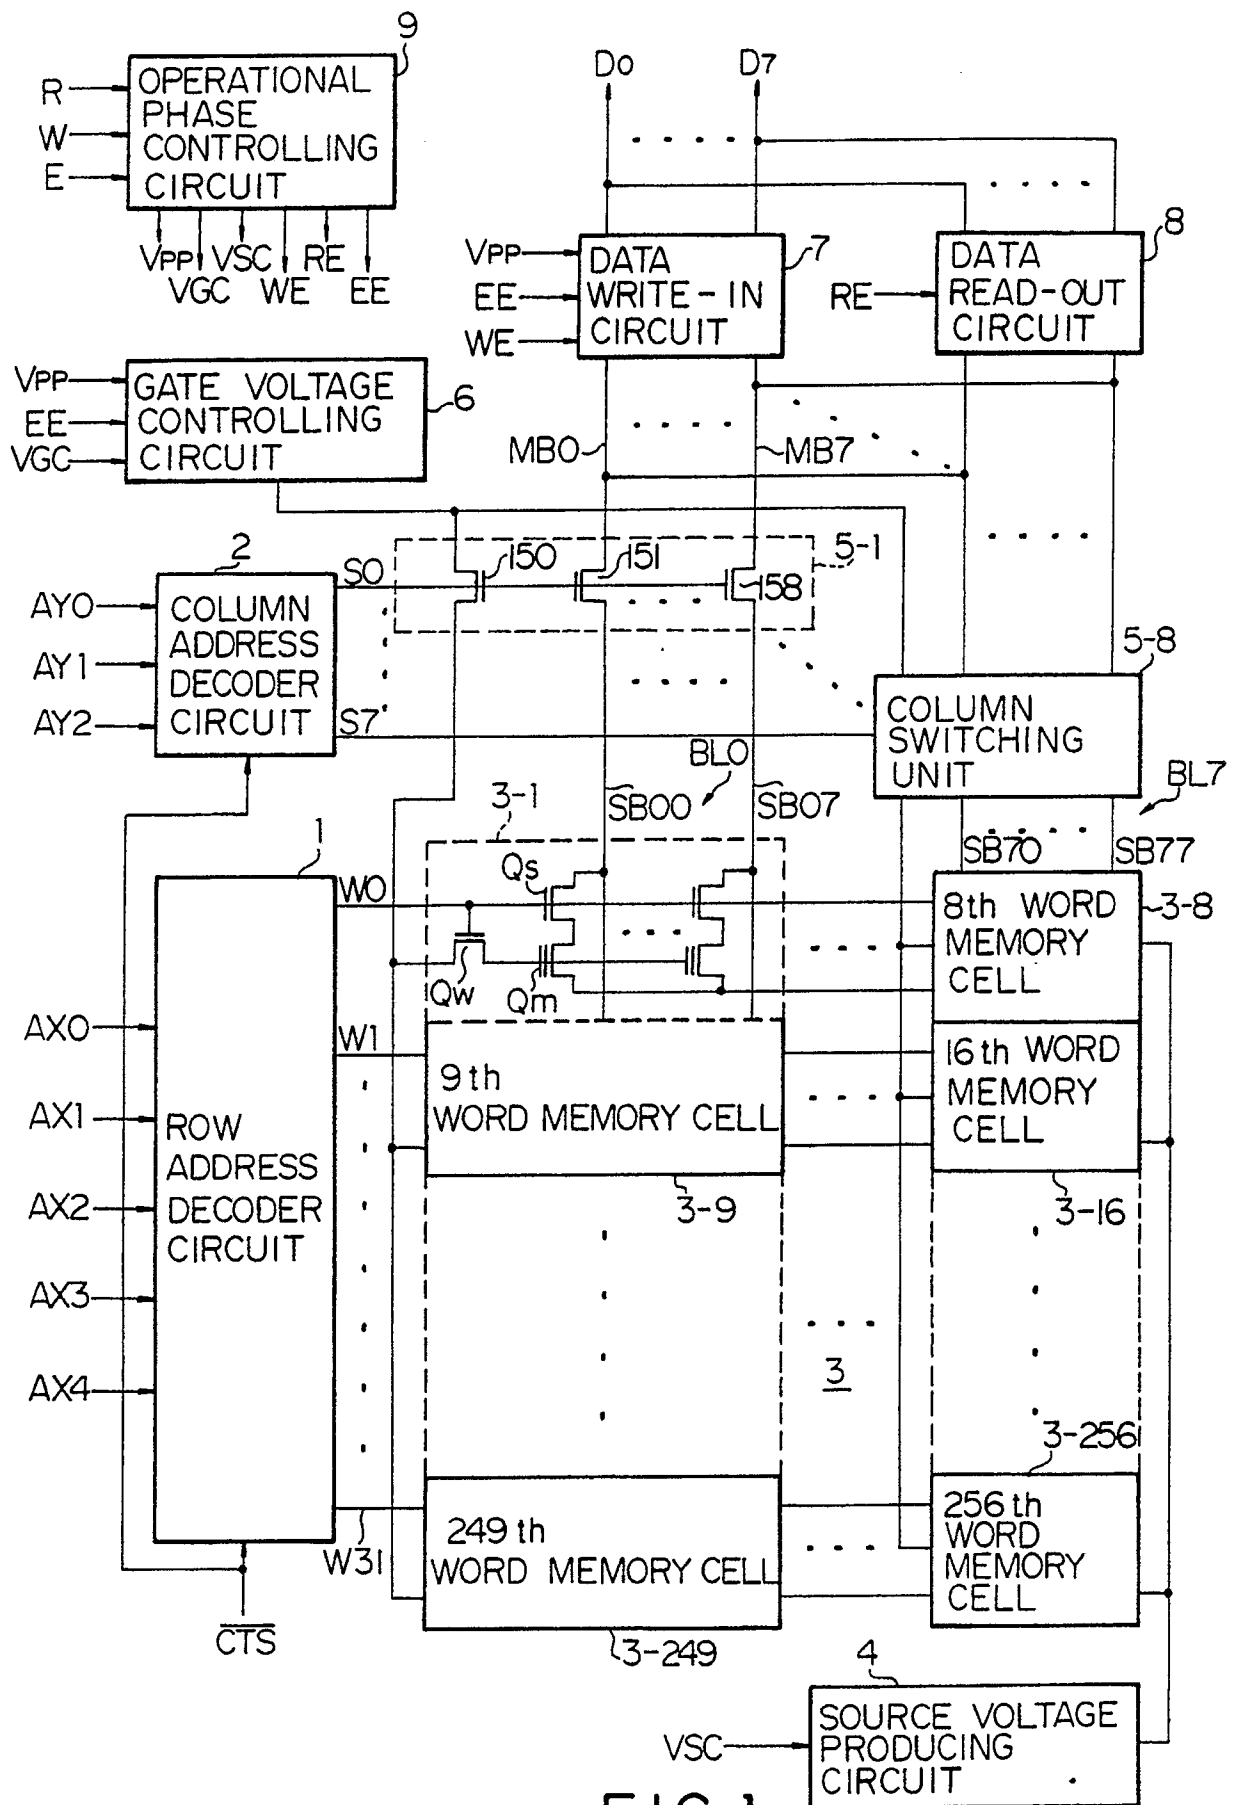 9
OPERATIONAL
PHASE
CONTROLLING
CIRCUIT
R
W
E
VPP
VSC
RE
VGC
WE
EE
D0
D7
VPP
EE
WE
DATA
WRITE-IN
CIRCUIT
7
RE
DATA
READ-OUT
CIRCUIT
8
VPP
EE
VGC
GATE VOLTAGE
CONTROLLING
CIRCUIT
6
MB0
MB7
2
S0
150
151
158
5-1
AY0
AY1
AY2
COLUMN
ADDRESS
DECODER
CIRCUIT
S7
5-8
COLUMN
SWITCHING
UNIT
BL0
BL7
3-1
SB00
SB07
SB70
SB77
1
W0
Qs
Qw
Qm
8th WORD
MEMORY
CELL
3-8
AX0
AX1
AX2
AX3
AX4
ROW
ADDRESS
DECODER
CIRCUIT
W1
9th
WORD MEMORY CELL
3-9
16th WORD
MEMORY
CELL
3-16
3
3-256
W31
249th
WORD MEMORY CELL
3-249
256th
WORD
MEMORY
CELL
CTS
4
VSC
SOURCE VOLTAGE
PRODUCING
CIRCUIT